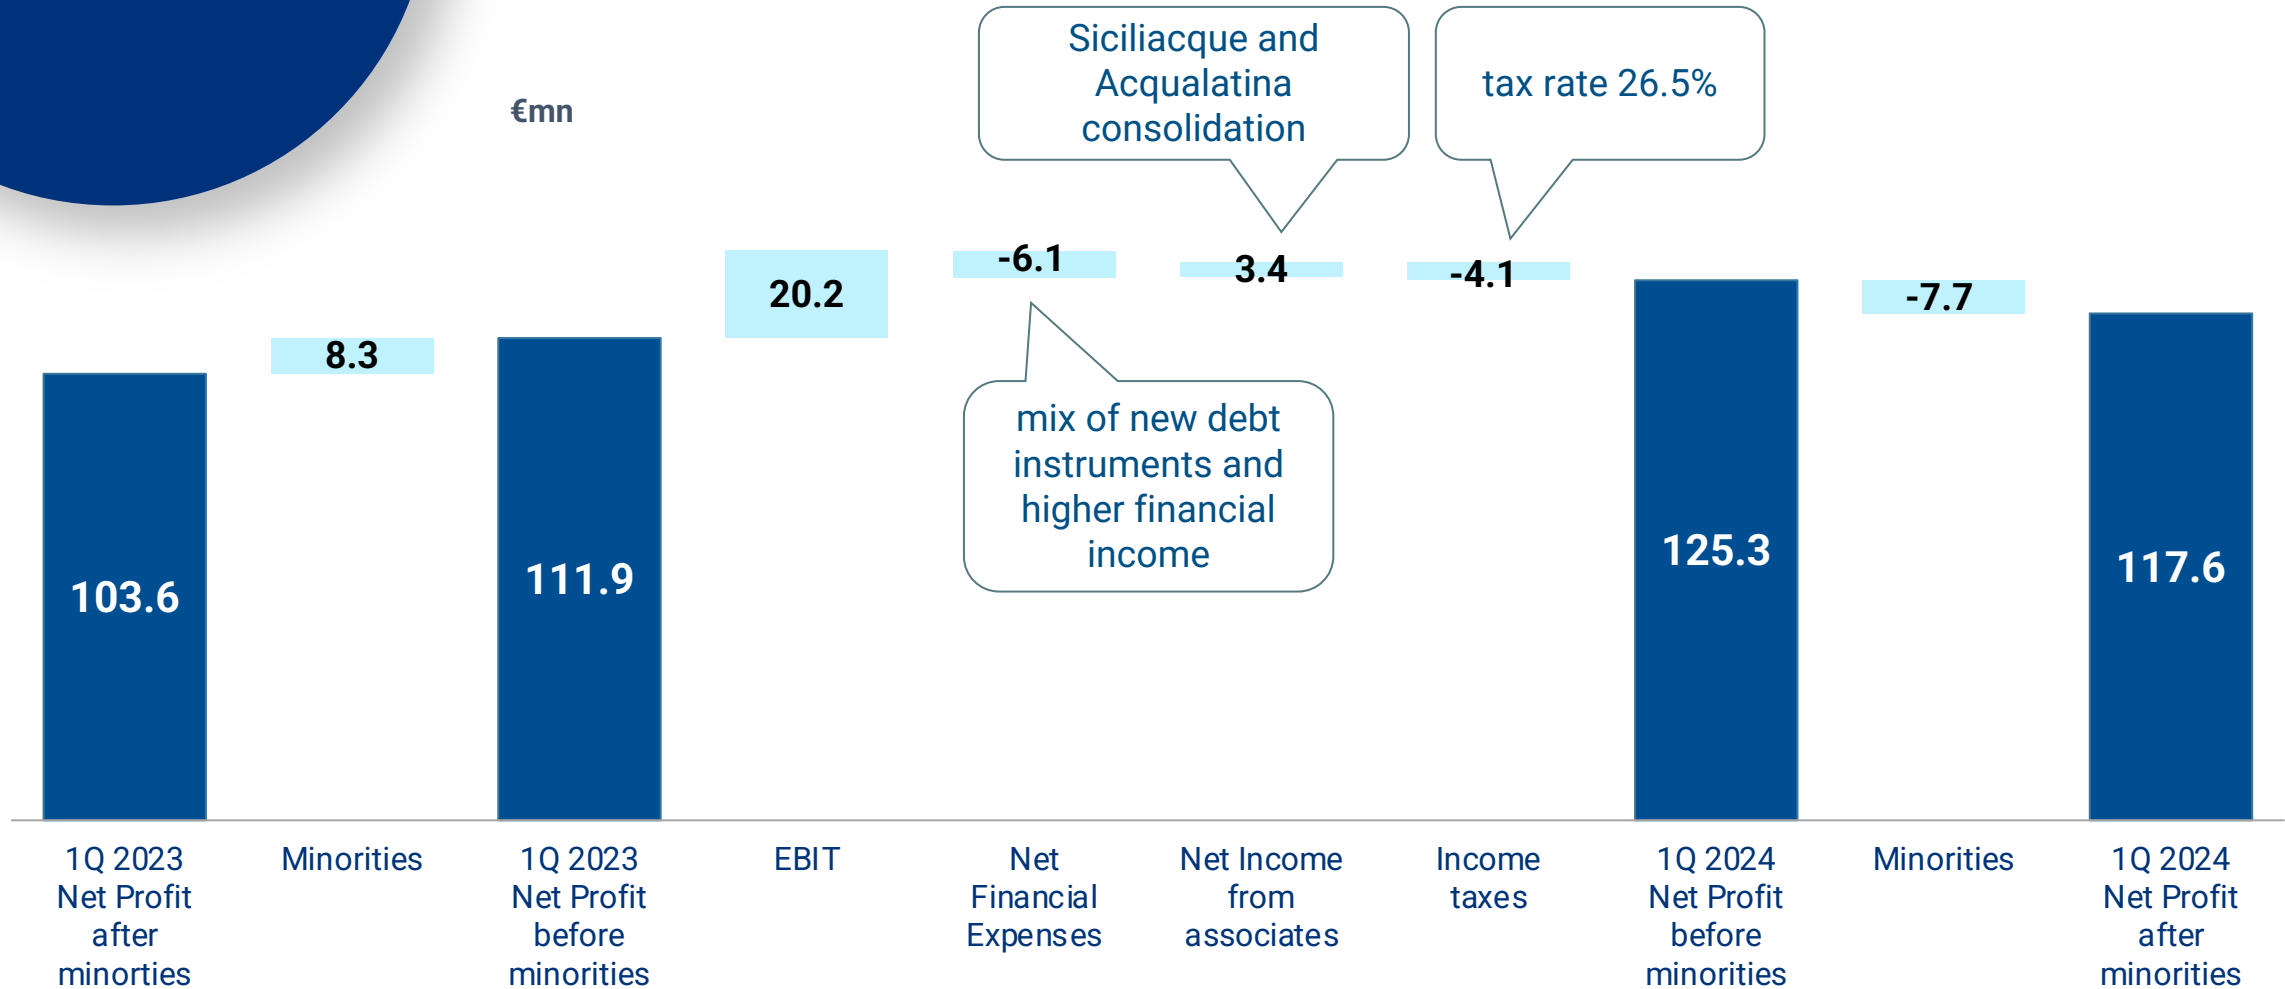 €mn
Siciliacque and
Acqualatina
consolidation
tax rate 26.5%
8.3
20.2
-6.1
3.4
-4.1
-7.7
mix of new debt
instruments and
higher financial
income
103.6
111.9
125.3
117.6
1Q 2023
Net Profit
after
minorties
Minorities
1Q 2023
Net Profit
before
minorities
EBIT
Net
Financial
Expenses
Net Income
from
associates
Income
taxes
1Q 2024
Net Profit
before
minorities
Minorities
1Q 2024
Net Profit
after
minorities